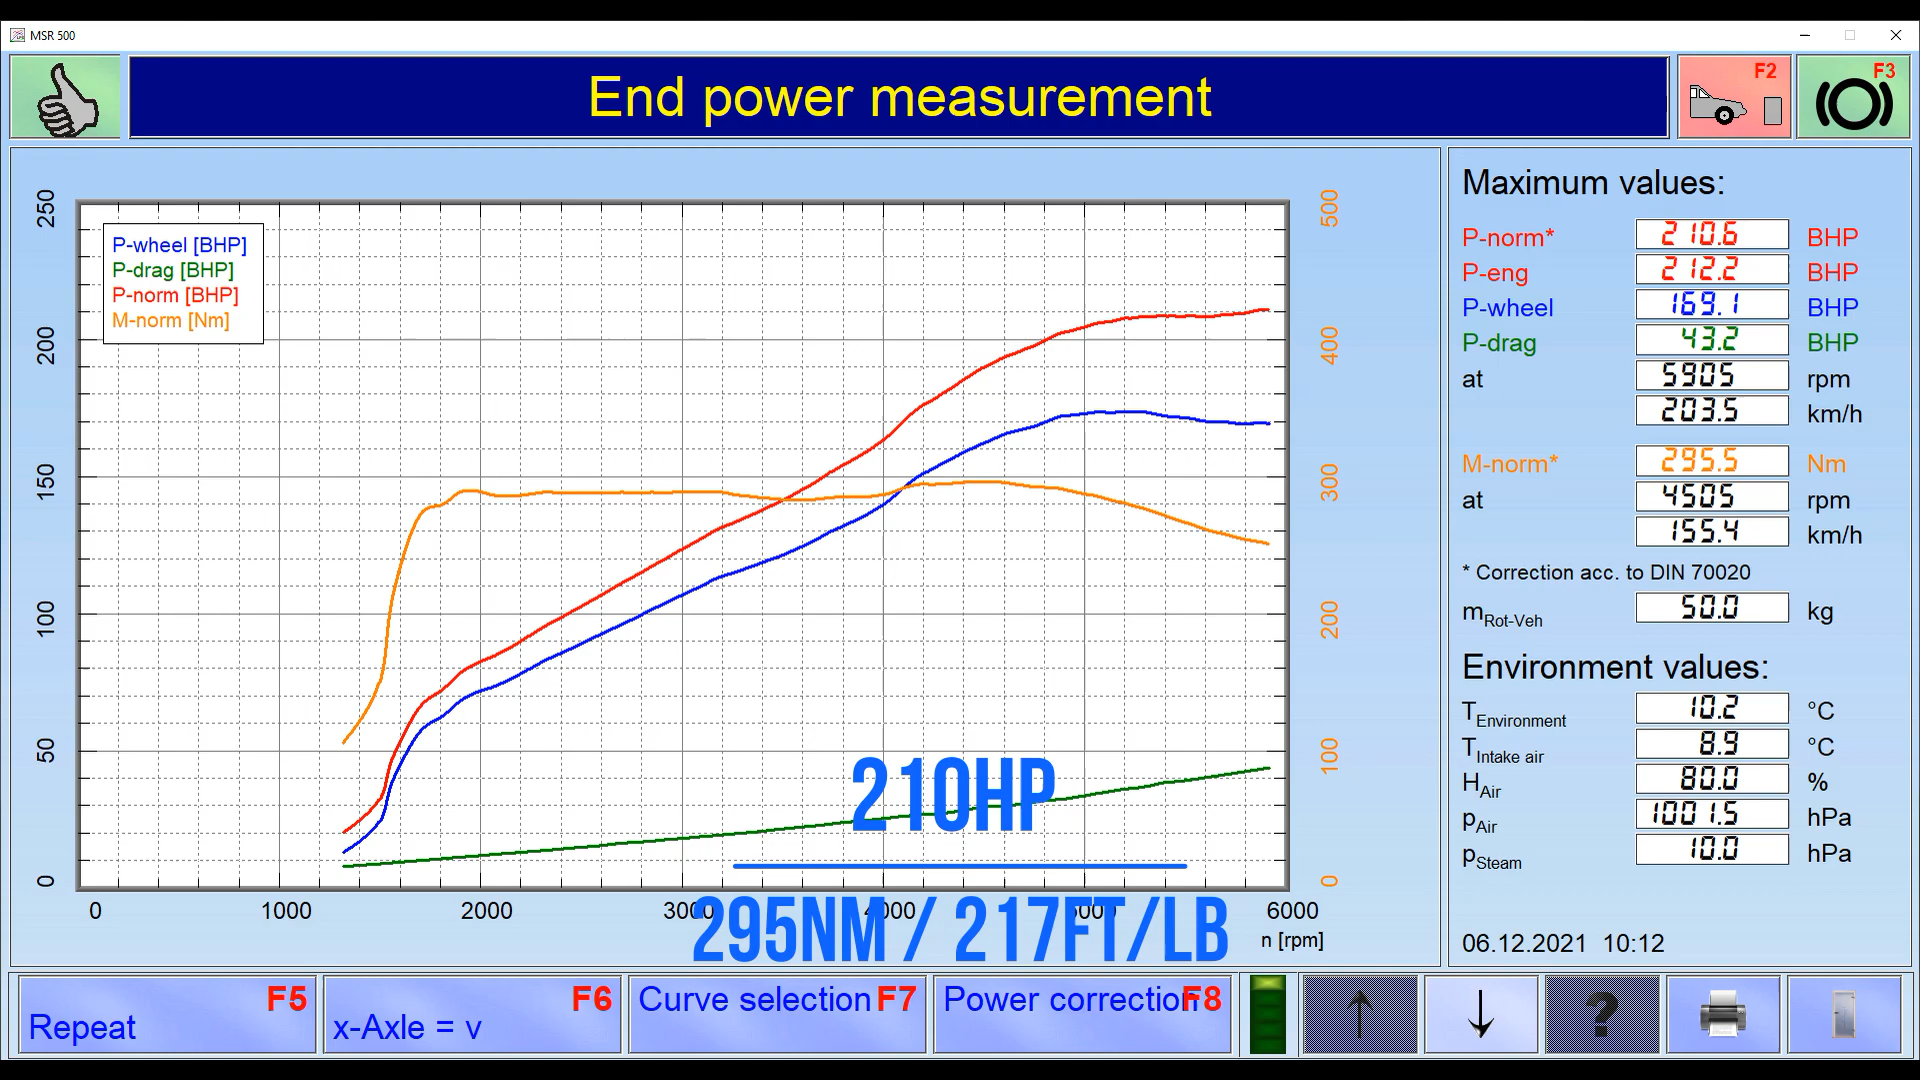 MSR 500
End power measurement
F2
F3
250
200
150
100
50
0
P-wheel [BHP]
P-drag [BHP]
P-norm [BHP]
M-norm [Nm]
500
400
300
200
100
0
0 1000 2000 3000 4000 5000 6000
n [rpm]
210HP
295NM / 217FT/LB
Maximum values:
P-norm* 210.6 BHP
P-eng 212.2 BHP
P-wheel 169.1 BHP
P-drag 43.2 BHP
at 5905 rpm
203.5 km/h
M-norm* 295.5 Nm
at 4505 rpm
155.4 km/h
* Correction acc. to DIN 70020
mRot-Veh 50.0 kg
Environment values:
TEnvironment 10.2 °C
TIntake air 8.9 °C
HAir 80.0 %
pAir 1001.5 hPa
pSteam 10.0 hPa
06.12.2021 10:12
Repeat F5
x-Axle = v F6
Curve selection F7
Power correction F8
?